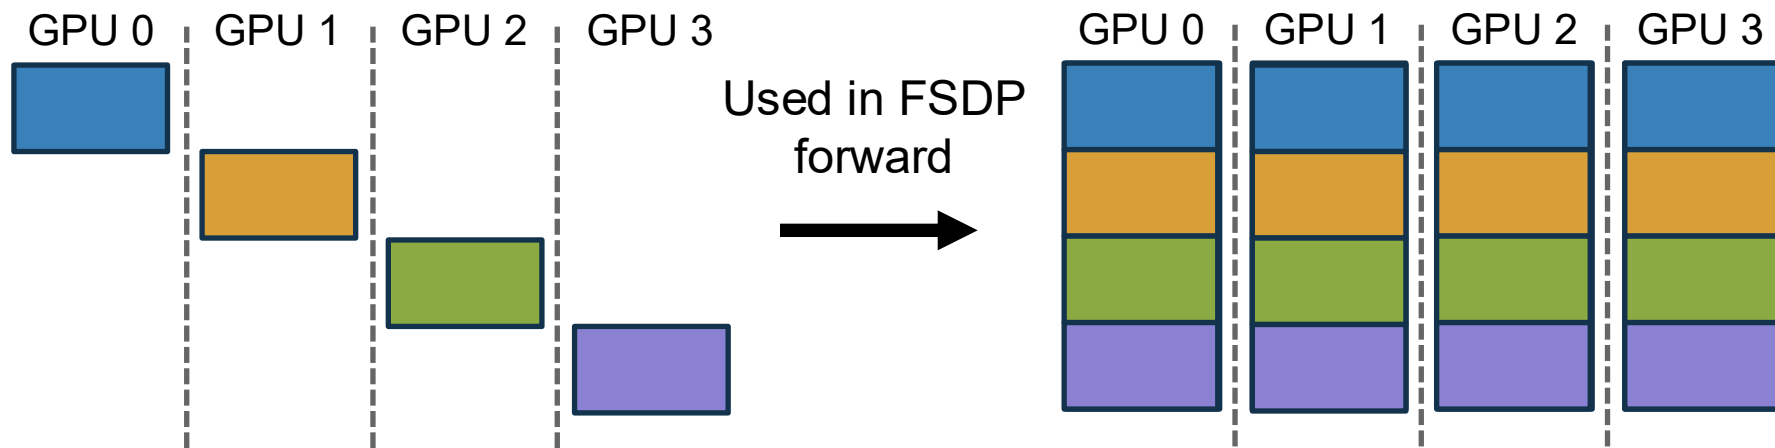 GPU 0 GPU 1 GPU 2 GPU 3
Used in FSDP
forward
GPU 0 GPU 1 GPU 2 GPU 3